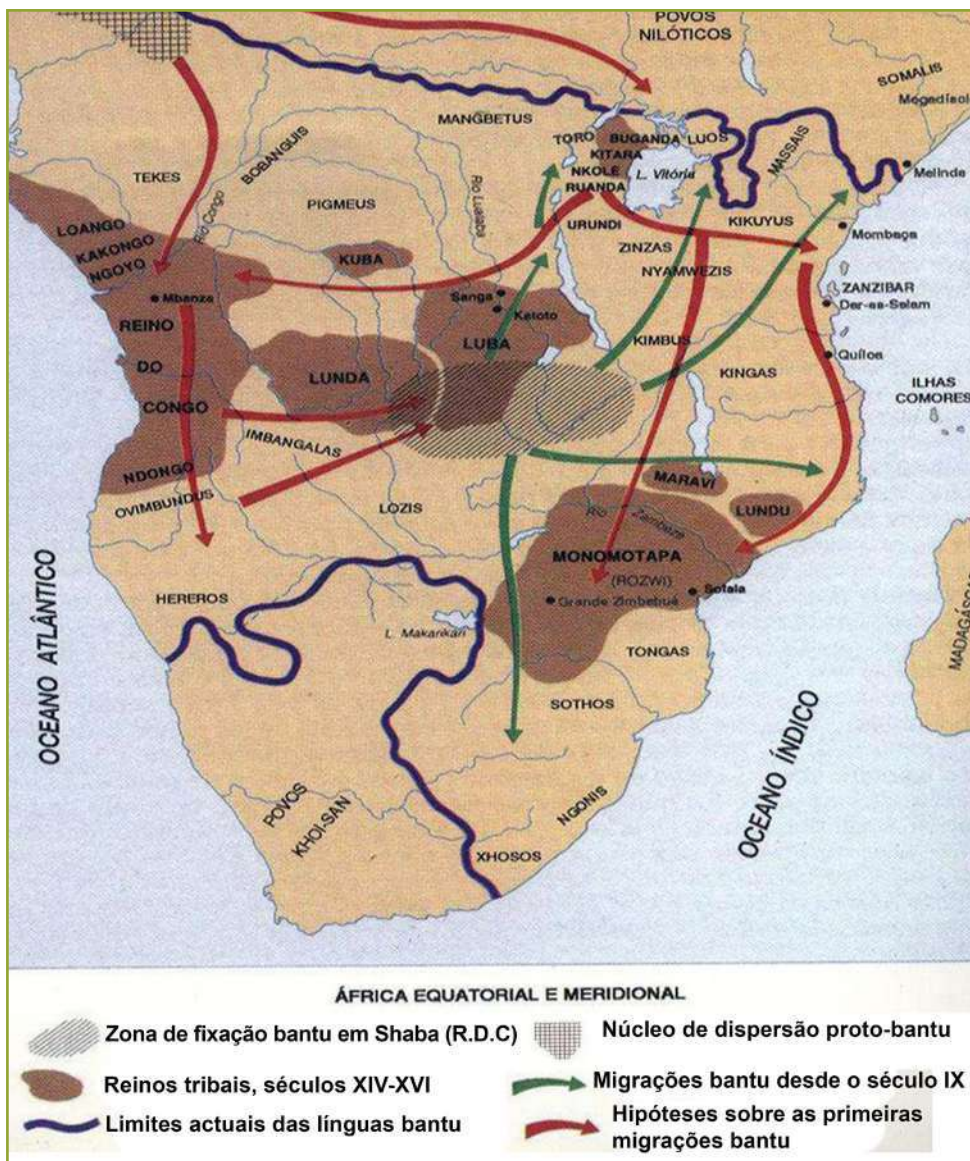 POVOS
NILÓTICOS
SOMALIS
Megedisol
MANGBETUS
TORO
BUGANDA
LUOS
MASSAIS
KITARA
BOBANGUIS
NKOLE
L. Vitória
RUANDA
Melinde
TEKES
PIGMEUS
Rio Lualaba
KIKUYUS
Rio Congo
LOANGO
URUNDI
Mombaça
KAKONGO
ZINZAS
NGOYO
KUBA
NYAMWEZIS
ZANZIBAR
Mbanza
Sanga
Der-es-Selam
Katoto
REINO
LUBA
KIMBUS
Quíloa
DO
LUNDA
KINGAS
ILHAS
COMORES
CONGO
IMBANGALAS
NDONGO
MARAVI
OVIMBUNDUS
LOZIS
LUNDU
Rio Zambeze
MONOMOTAPA
(ROZWI)
Sofala
HEREROS
Grande Zimbebué
L. Makarikari
TONGAS
MADAGÁSC
OCEANO ATLÂNTICO
SOTHOS
OCEANO ÍNDICO
POVOS
KHOI-SAN
NGONIS
XHOSOS
ÁFRICA EQUATORIAL E MERIDIONAL
Zona de fixação bantu em Shaba (R.D.C)
Núcleo de dispersão proto-bantu
Reinos tribais, séculos XIV-XVI
Migrações bantu desde o século IX
Limites actuais das línguas bantu
Hipóteses sobre as primeiras
migrações bantu